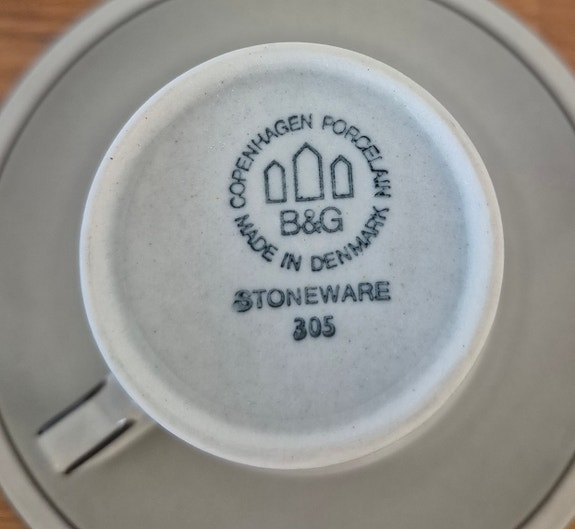 COPENHAGEN PORCELAIN
B&G
MADE IN DENMARK
STONEWARE
305